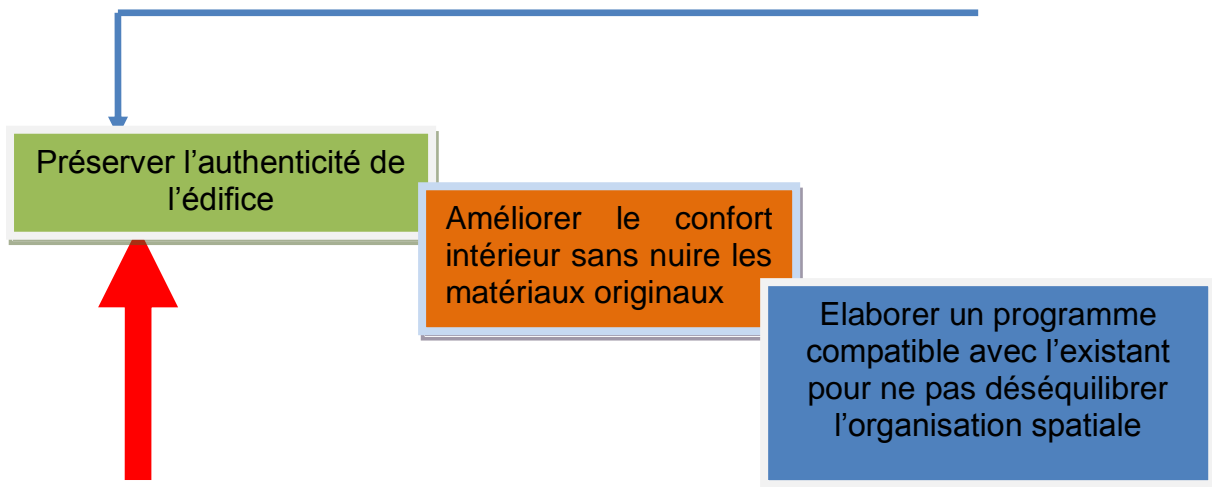 Préserver l’authenticité de
l’édifice
Améliorer le confort
intérieur sans nuire les
matériaux originaux
Elaborer un programme
compatible avec l’existant
pour ne pas déséquilibrer
l’organisation spatiale